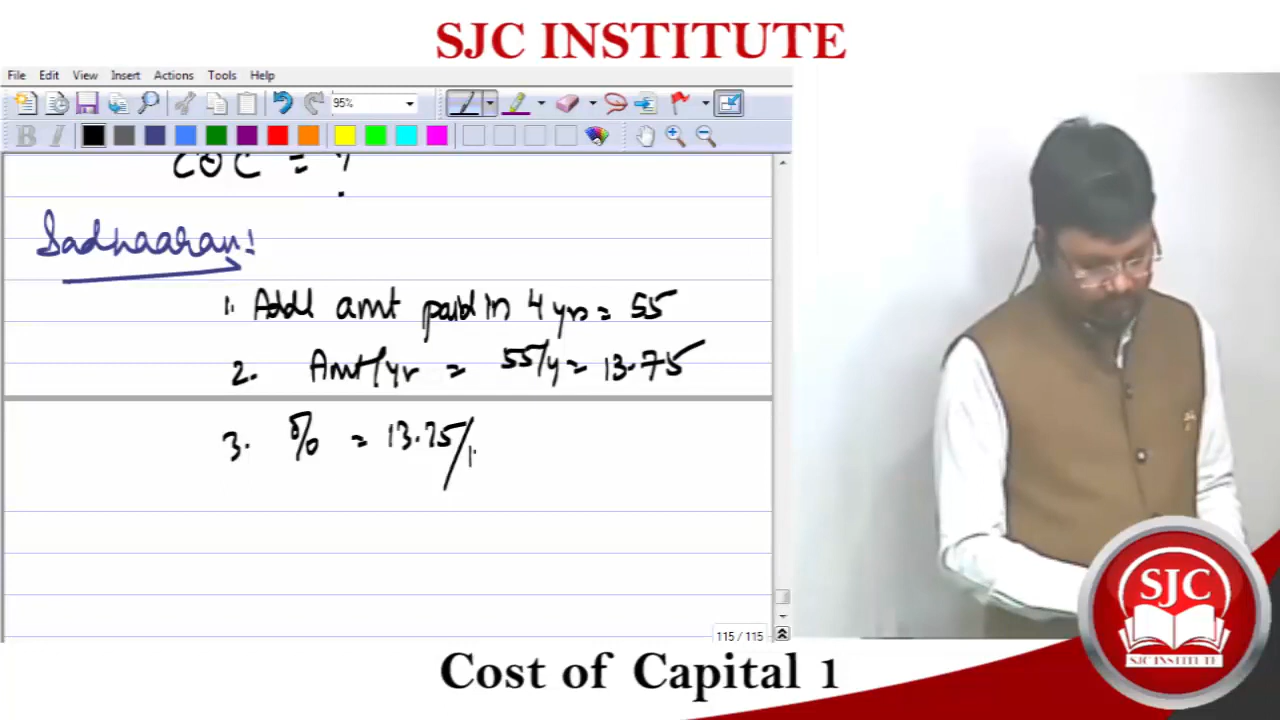 SJC INSTITUTE
File Edit View Insert Actions Tools Help
95%
B I
COC = ?
Sadhaaran:
1. Addl amt paid in 4 yrs = 55
2. Amt/yr = 55/4 = 13.75
3. % = 13.75/1
115 / 115
SJC
SJC INSTITUTE
Cost of Capital 1